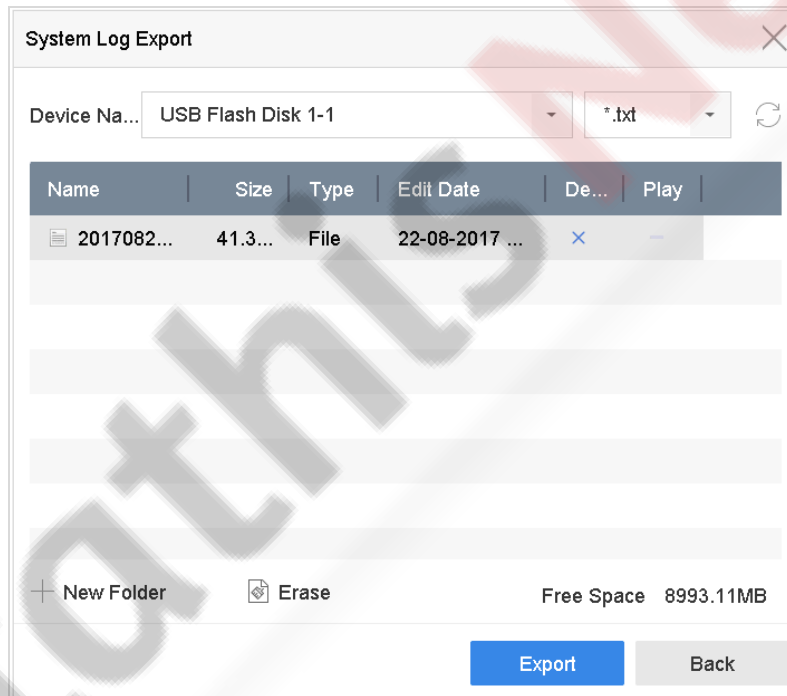 System Log Export
Device Na... USB Flash Disk 1-1 *.txt
Name Size Type Edit Date De... Play
2017082... 41.3... File 22-08-2017 ...
New Folder Erase Free Space 8993.11MB
Export Back